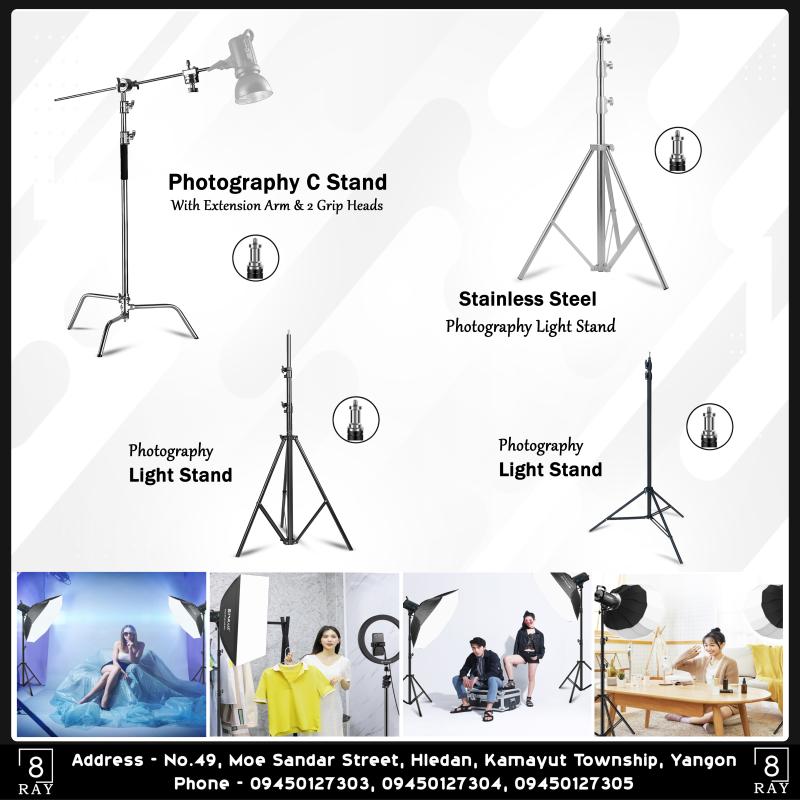 Photography C Stand
With Extension Arm & 2 Grip Heads
Stainless Steel
Photography Light Stand
Photography
Light Stand
Photography
Light Stand
8
RAY
Address - No.49, Moe Sandar Street, Hledan, Kamayut Township, Yangon
Phone - 09450127303, 09450127304, 09450127305
8
RAY